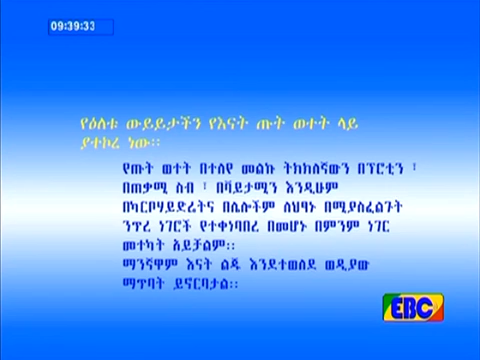 09:39:33
የዕለቱ ውይይታችን የእናት ጡት ወተት ላይ
ያተኮረ ነው፡፡
የጡት ወተት በተለየ መልኩ ትክክለኛውን በፕሮቲን ፣
በጠቃሚ ስብ ፣ በቫይታሚን እንዲሁም
በካርቦሃይድሬትና በሌሎችም ለህፃኑ በሚያስፈልጉት
ንጥረ ነገሮች የተቀነባበረ በመሆኑ በምንም ነገር
መተካት አይቻልም፡፡
ማንኛዋም እናት ልጁ እንደተወለደ ወዲያው
ማጥባት ይኖርባታል፡፡
EBC